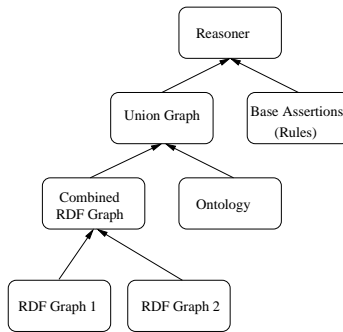 Reasoner
Union Graph
Base Assertions
(Rules)
Combined
RDF Graph
Ontology
RDF Graph 1
RDF Graph 2